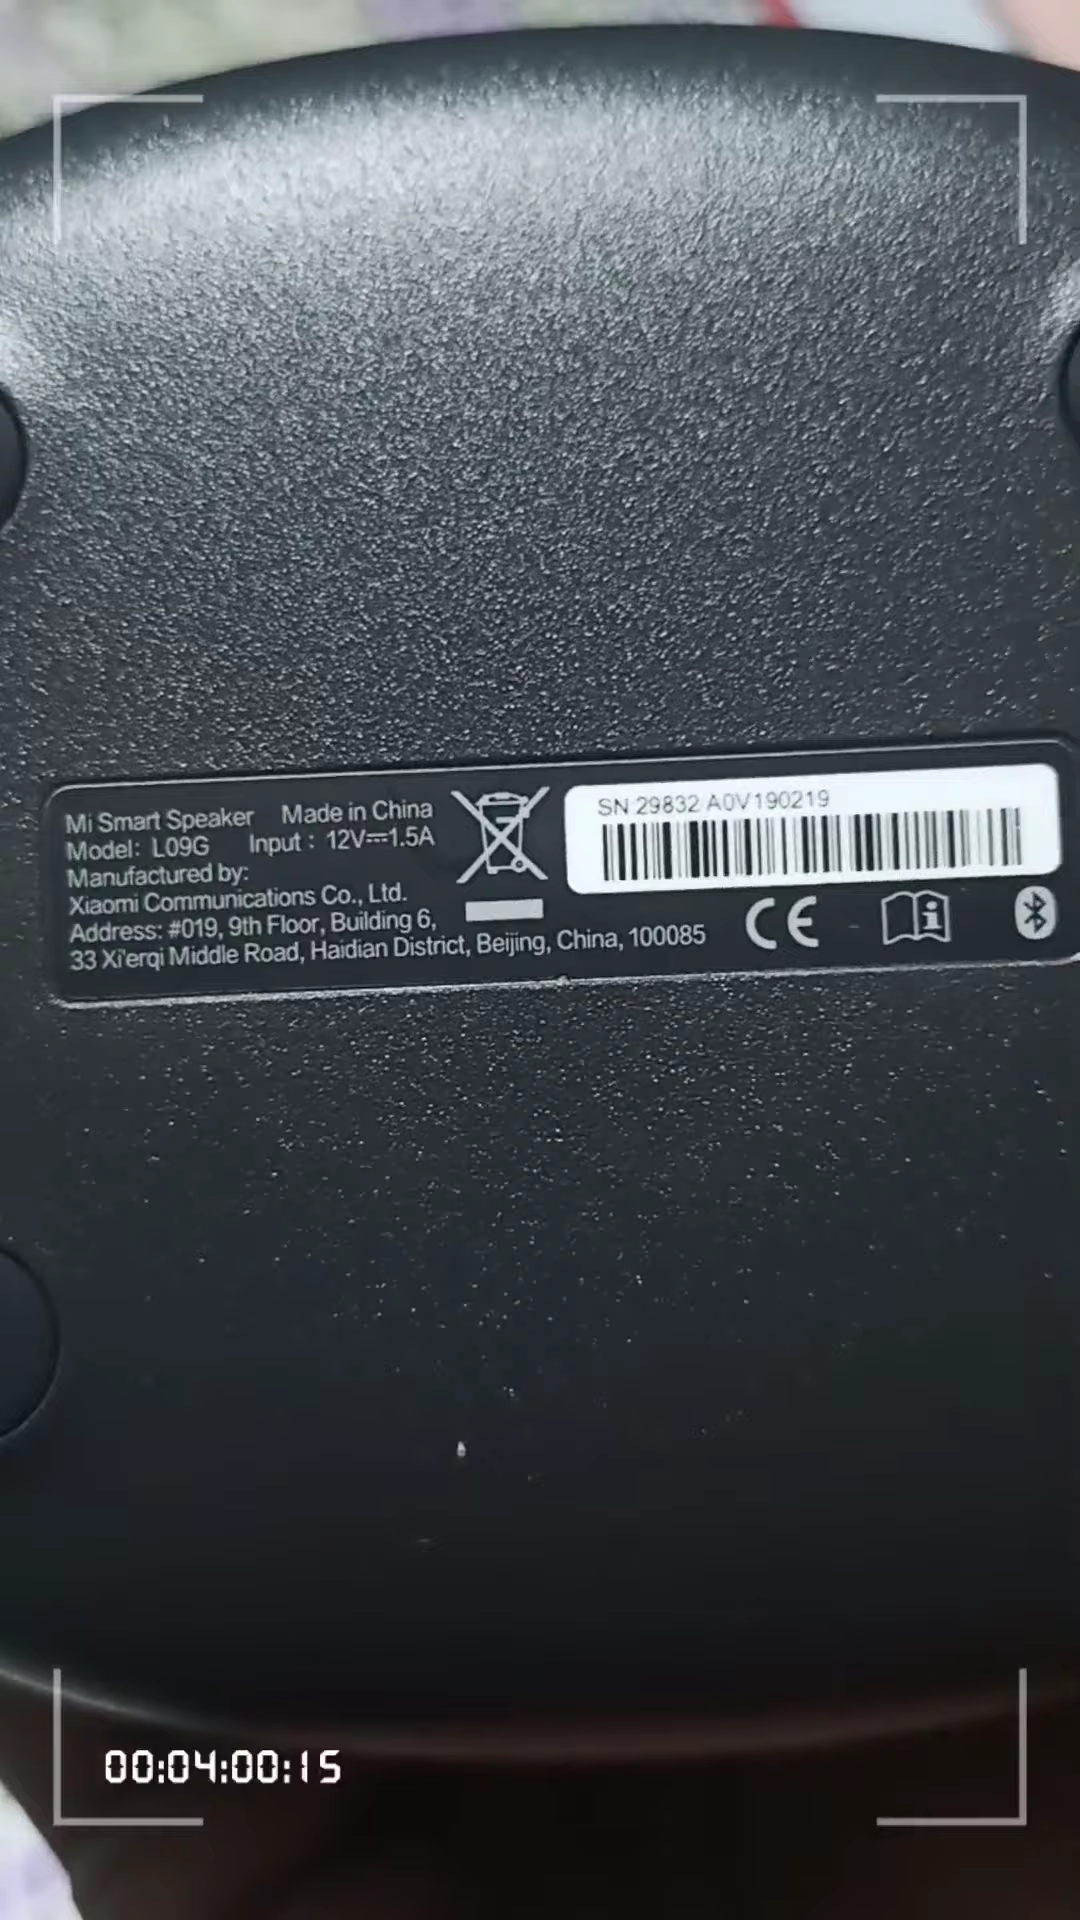 Mi Smart Speaker Made in China
Model: L09G Input : 12V⎓1.5A
Manufactured by:
Xiaomi Communications Co., Ltd.
Address: #019, 9th Floor, Building 6,
33 Xi'erqi Middle Road, Haidian District, Beijing, China, 100085
SN:29832 A0V190219
CE
00:04:00:15